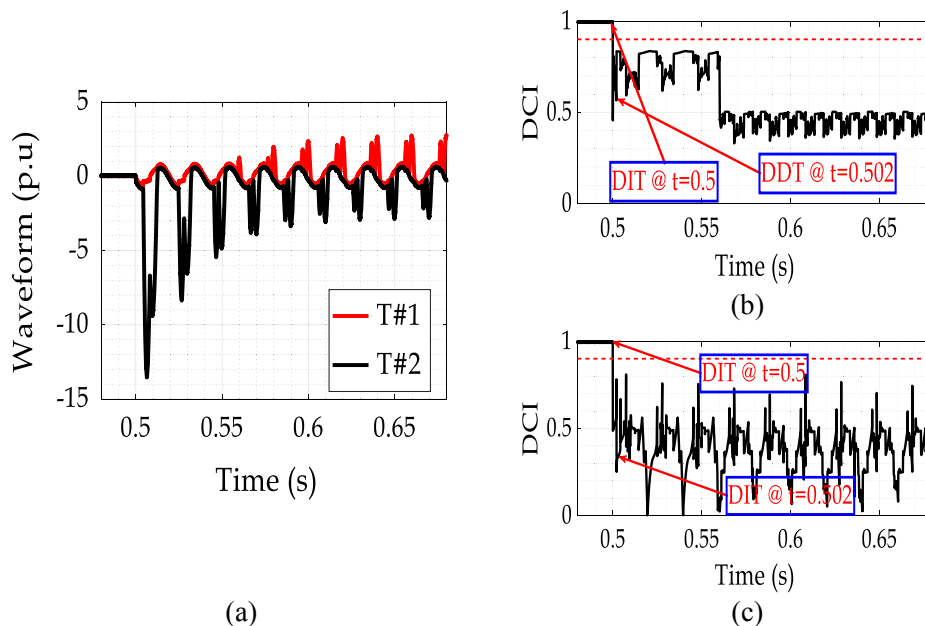 Waveform (p.u)
5
0
-5
-10
-15
0.5
0.55
0.6
0.65
Time (s)
T#1
T#2
(a)
DCI
1
0.5
0
DIT @ t=0.5
DDT @ t=0.502
0.5
0.55
0.6
0.65
Time (s)
(b)
DCI
1
0.5
0
DIT @ t=0.5
DIT @ t=0.502
0.5
0.55
0.6
0.65
Time (s)
(c)